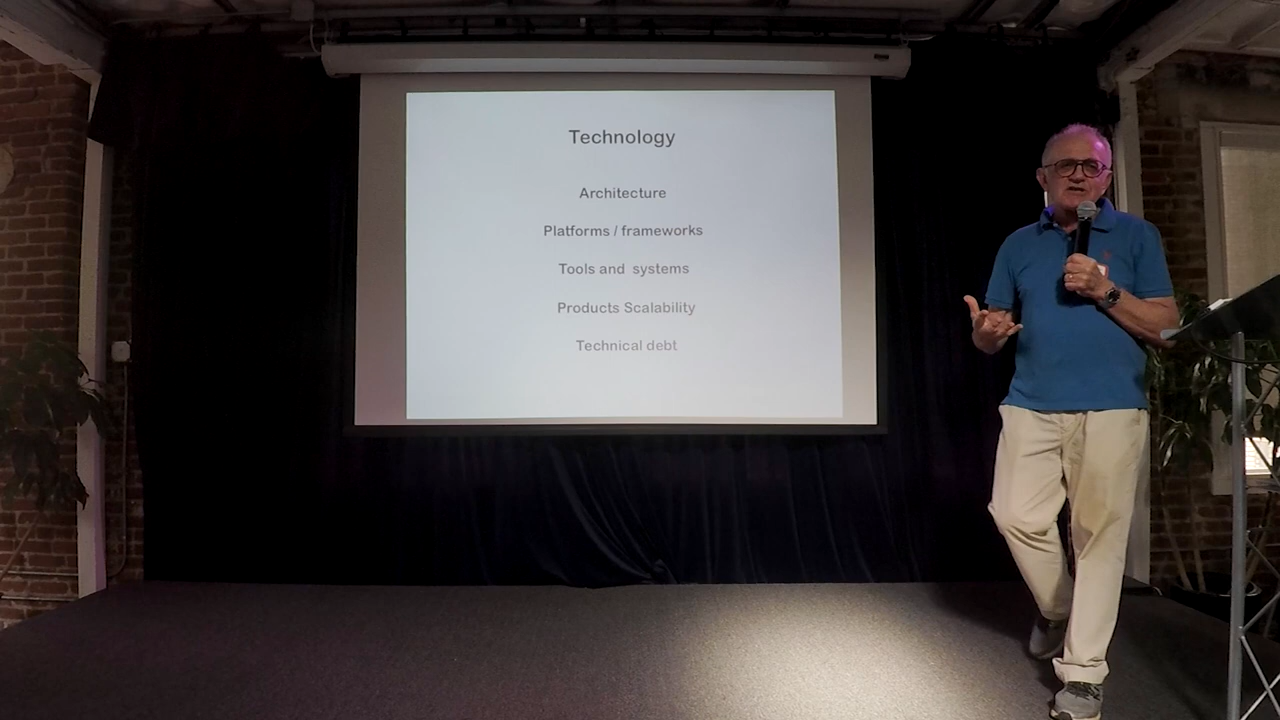 Technology
Architecture
Platforms / frameworks
Tools and  systems
Products Scalability
Technical debt